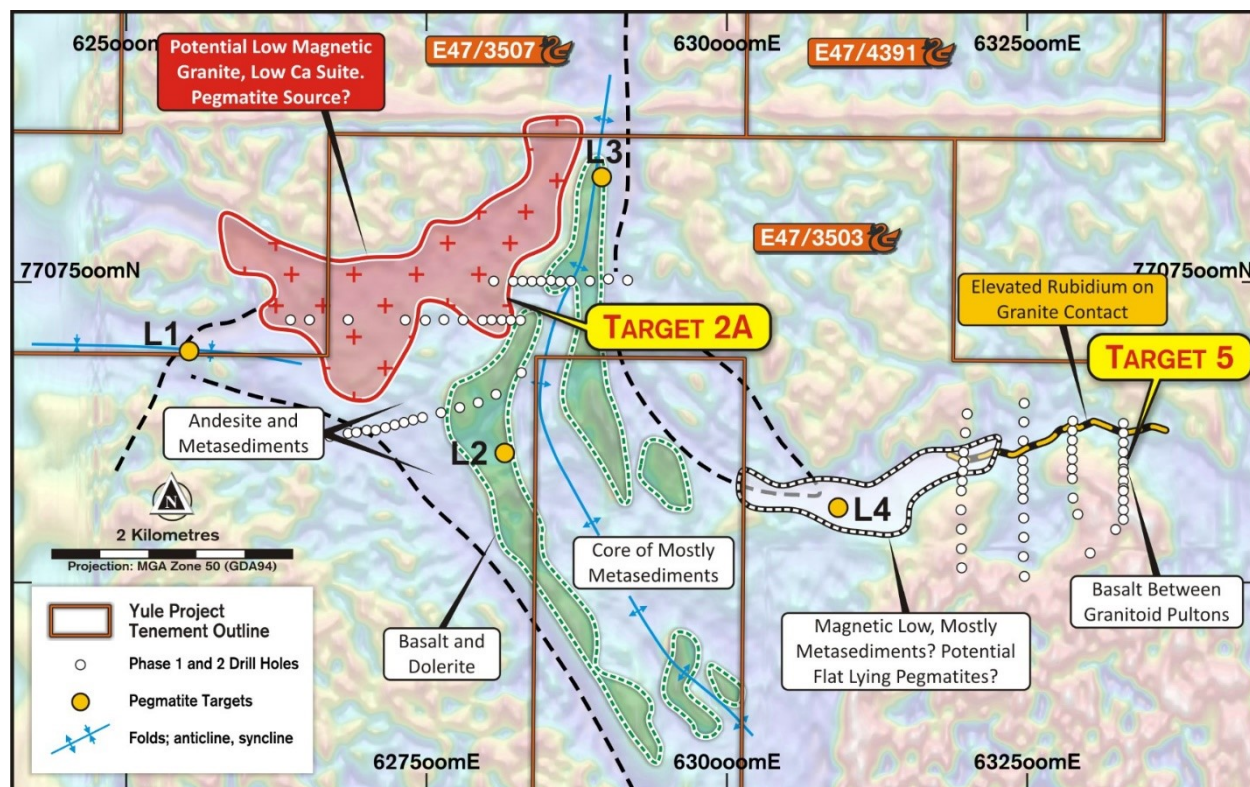 625000mE
630000mE
632500mE
Potential Low Magnetic
Granite, Low Ca Suite.
Pegmatite Source?
E47/3507
E47/4391
L3
E47/3503
7707500mN
7707500mN
Elevated Rubidium on
Granite Contact
TARGET 2A
TARGET 5
L1
Andesite and
Metasediments
L2
L4
N
2 Kilometres
Projection: MGA Zone 50 (GDA94)
Core of Mostly
Metasediments
Basalt Between
Granitoid Pultons
Basalt and
Dolerite
Magnetic Low, Mostly
Metasediments? Potential
Flat Lying Pegmatites?
Yule Project
Tenement Outline
Phase 1 and 2 Drill Holes
Pegmatite Targets
Folds; anticline, syncline
627500mE
630000mE
632500mE